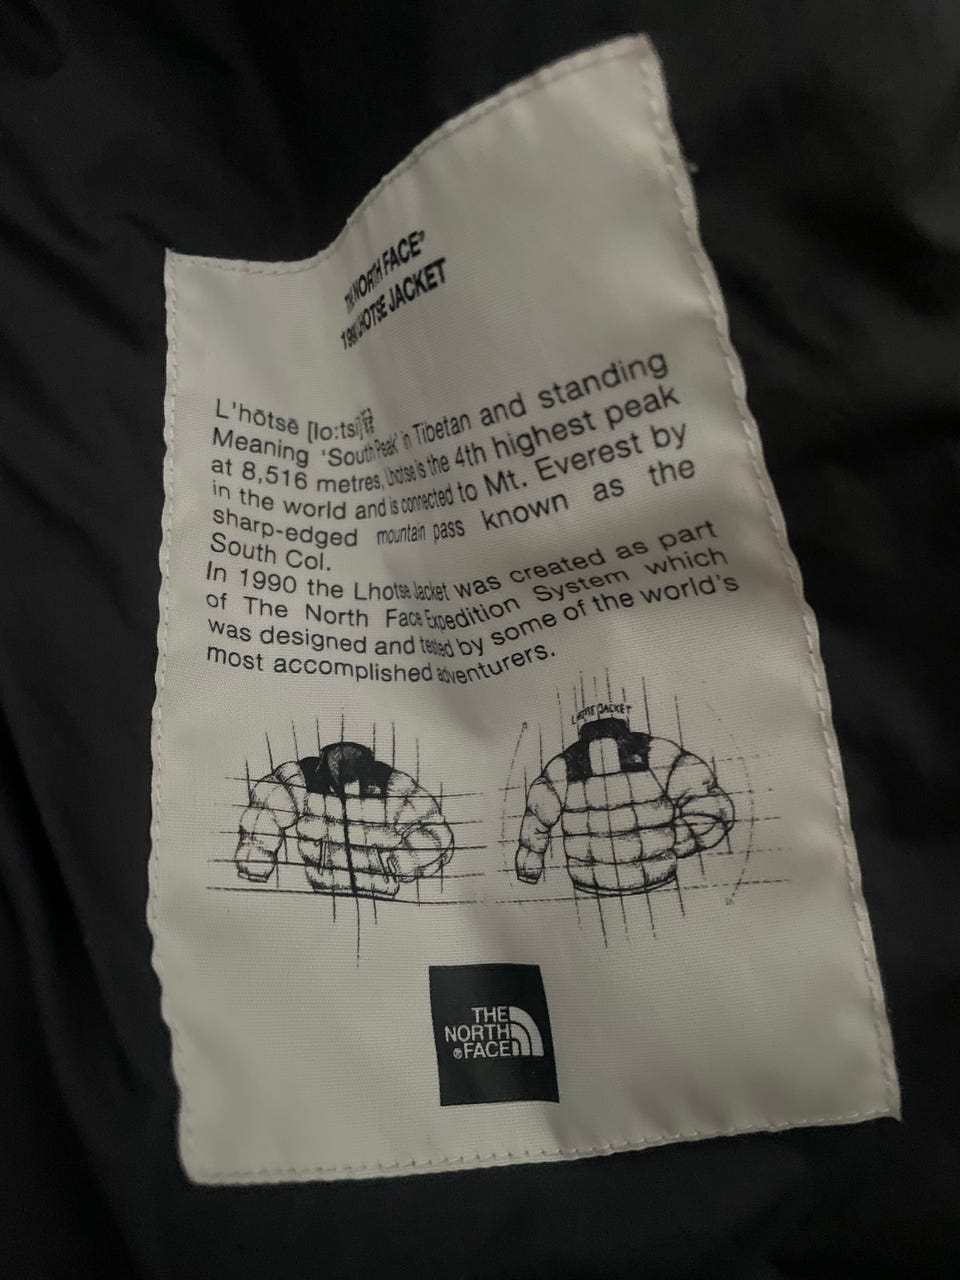 THE NORTH FACE®
1990 LHOTSE JACKET
L'hōtsē [lo:tsi]
Meaning 'South Peak' in Tibetan and standing
at 8,516 metres, Lhotse is the 4th highest peak
in the world and is connected to Mt. Everest by
sharp-edged mountain pass known as the
South Col.
In 1990 the Lhotse Jacket was created as part
of The North Face Expedition System which
was designed and tested by some of the world's
most accomplished adventurers.
LHOTSE JACKET
THE
NORTH
®FACE